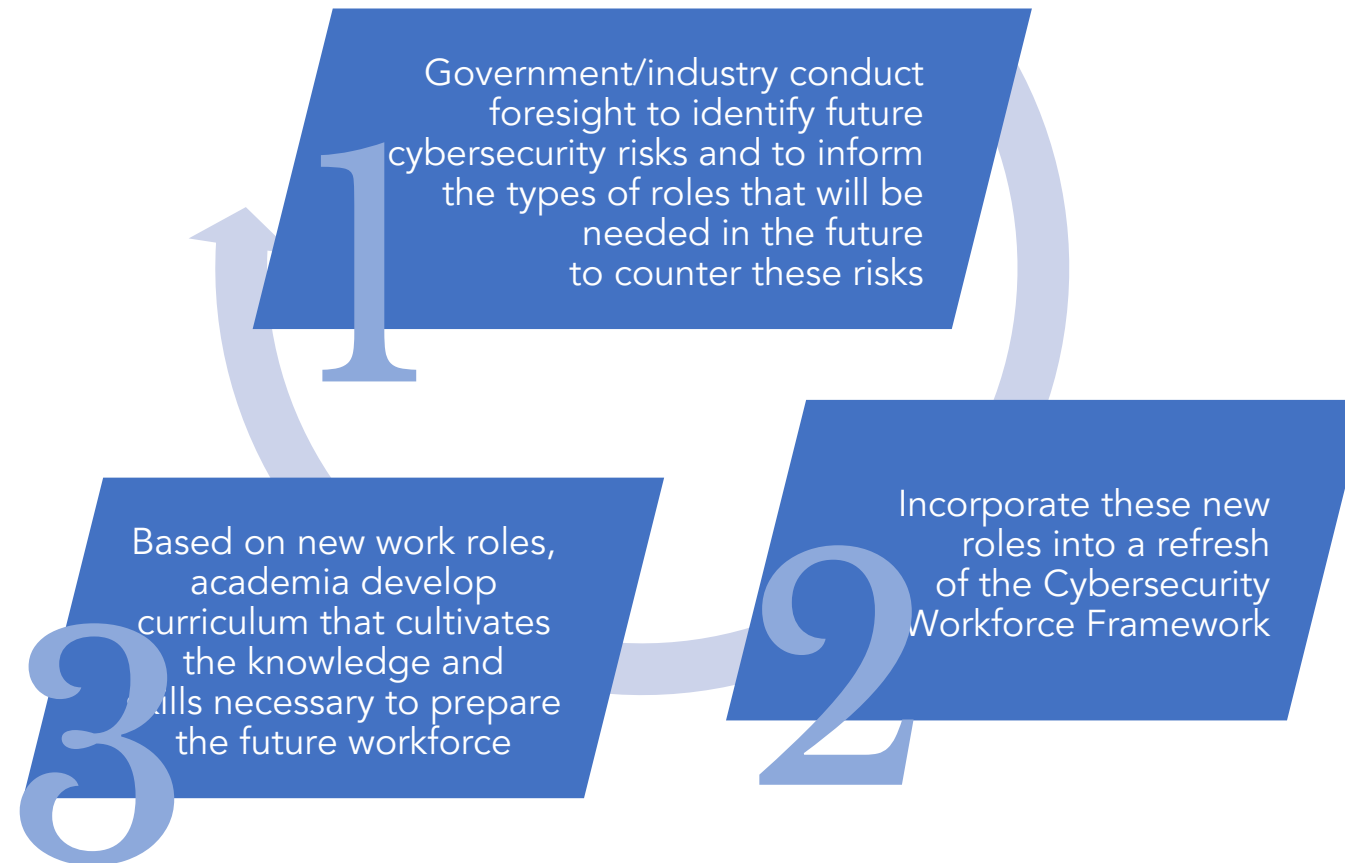 1
Government/industry conduct
foresight to identify future
cybersecurity risks and to inform
the types of roles that will be
needed in the future
to counter these risks
2
Incorporate these new
roles into a refresh
of the Cybersecurity
Workforce Framework
3
Based on new work roles,
academia develop
curriculum that cultivates
the knowledge and
skills necessary to prepare
the future workforce